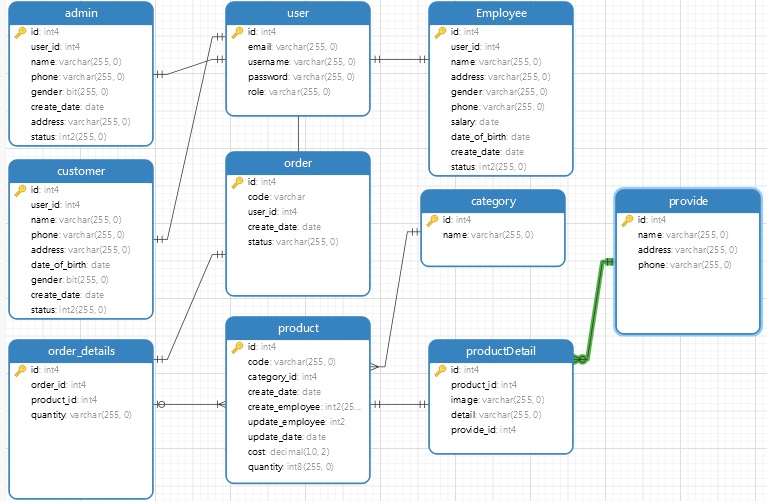 admin
id: int4
user_id: int4
name: varchar(255, 0)
phone: varchar(255, 0)
gender: bit(255, 0)
create_date: date
address: varchar(255, 0)
status: int2(255, 0)
user
id: int4
email: varchar(255, 0)
username: varchar(255, 0)
password: varchar(255, 0)
role: varchar(255, 0)
Employee
id: int4
user_id: int4
name: varchar(255, 0)
address: varchar(255, 0)
gender: varchar(255, 0)
phone: varchar(255, 0)
salary: date
date_of_birth: date
create_date: date
status: int2(255, 0)
customer
id: int4
user_id: int4
name: varchar(255, 0)
phone: varchar(255, 0)
address: varchar(255, 0)
date_of_birth: date
gender: bit(255, 0)
create_date: date
status: int2(255, 0)
order
id: int4
code: varchar
user_id: int4
create_date: date
status: varchar(255, 0)
category
id: int4
name: varchar(255, 0)
provide
id: int4
name: varchar(255, 0)
address: varchar(255, 0)
phone: varchar(255, 0)
order_details
id: int4
order_id: int4
product_id: int4
quantity: varchar(255, 0)
product
id: int4
code: varchar(255, 0)
category_id: int4
create_date: date
create_employee: int2(25...
update_employee: int2
update_date: date
cost: decimal(10, 2)
quantity: int8(255, 0)
productDetail
id: int4
product_id: int4
image: varchar(255, 0)
detail: varchar(255, 0)
provide_id: int4